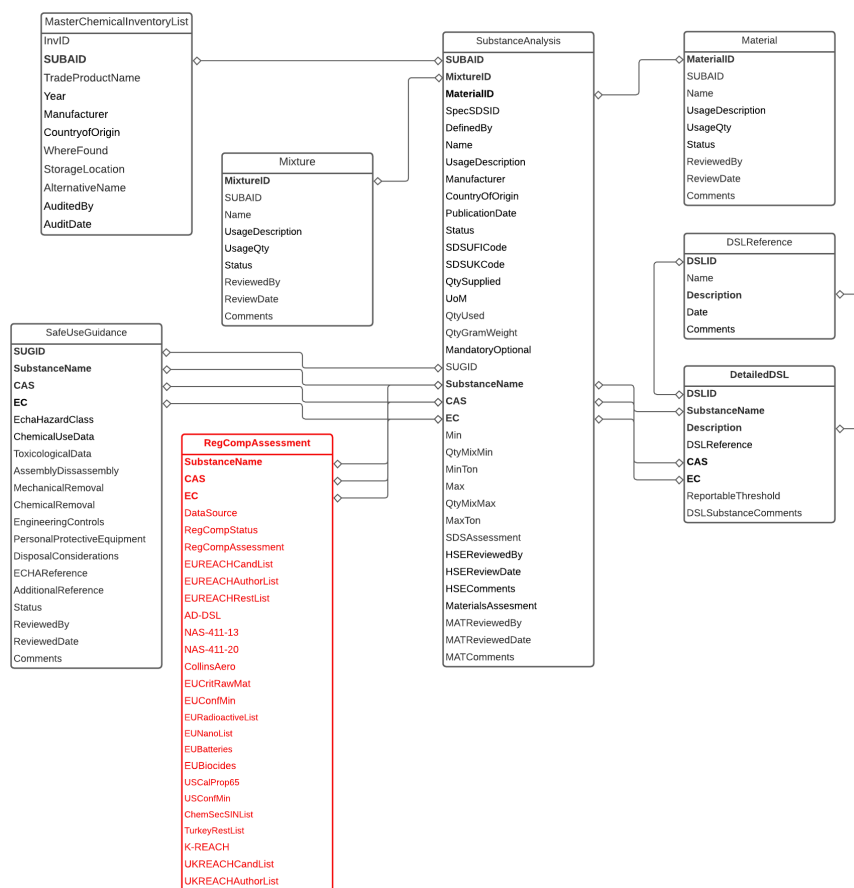 MasterChemicalInventoryList
InvID
SUBAID
TradeProductName
Year
Manufacturer
CountryofOrigin
WhereFound
StorageLocation
AlternativeName
AuditedBy
AuditDate
Mixture
MixtureID
SUBAID
Name
UsageDescription
UsageQty
Status
ReviewedBy
ReviewDate
Comments
SubstanceAnalysis
SUBAID
MixtureID
MaterialID
SpecSDSID
DefinedBy
Name
UsageDescription
Manufacturer
CountryOfOrigin
PublicationDate
Status
SDSUFICode
SDSUKCode
QtySupplied
UoM
QtyUsed
QtyGramWeight
MandatoryOptional
SUGID
SubstanceName
CAS
EC
Min
QtyMixMin
MinTon
Max
QtyMixMax
MaxTon
SDSAssessment
HSEReviewedBy
HSEReviewDate
HSEComments
MaterialsAssesment
MATReviewedBy
MATReviewedDate
MATComments
Material
MaterialID
SUBAID
Name
UsageDescription
UsageQty
Status
ReviewedBy
ReviewDate
Comments
DSLReference
DSLID
Name
Description
Date
Comments
DetailedDSL
DSLID
SubstanceName
Description
DSLReference
CAS
EC
ReportableThreshold
DSLSubstanceComments
SafeUseGuidance
SUGID
SubstanceName
CAS
EC
EchaHazardClass
ChemicalUseData
ToxicologicalData
AssemblyDissassembly
MechanicalRemoval
ChemicalRemoval
EngineeringControls
PersonalProtectiveEquipment
DisposalConsiderations
ECHAReference
AdditionalReference
Status
ReviewedBy
ReviewedDate
Comments
RegCompAssessment
SubstanceName
CAS
EC
DataSource
RegCompStatus
RegCompAssessment
EUREACHCandList
EUREACHAuthorList
EUREACHRestList
AD-DSL
NAS-411-13
NAS-411-20
CollinsAero
EUCritRawMat
EUConfMin
EURadioactiveList
EUNanoList
EUBatteries
EUBiocides
USCalProp65
USConfMin
ChemSecSINList
TurkeyRestList
K-REACH
UKREACHCandList
UKREACHAuthorList